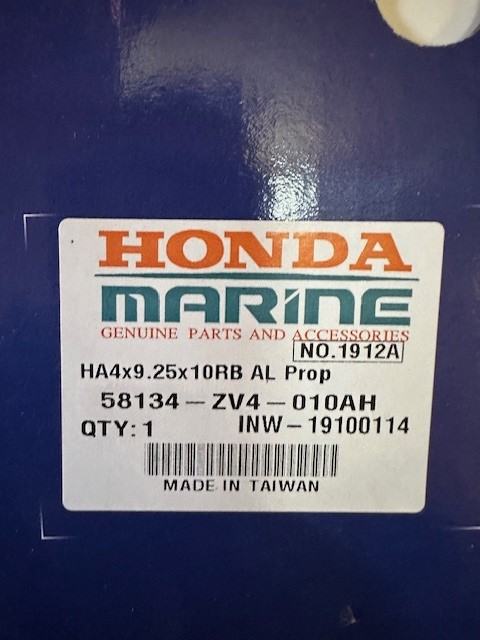 HONDA
MARINE
GENUINE PARTS AND ACCESSORIES
NO.1912A
HA4x9.25x10RB AL Prop
58134-ZV4-010AH
QTY:1 INW-19100114
MADE IN TAIWAN